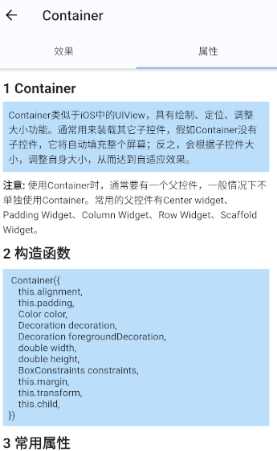 Container
效果
属性
1 Container
Container类似于iOS中的UIView，具有绘制、定位、调整
大小功能。通常用来装载其它子控件，假如Container没有
子控件，它将自动填充整个屏幕；反之，会根据子控件大
小，调整自身大小，从而达到自适应效果。
注意: 使用Container时，通常要有一个父控件，一般情况下不
单独使用Container。常用的父控件有Center widget、
Padding Widget、Column Widget、Row Widget、Scaffold
Widget。
2 构造函数
Container({
this.alignment,
this.padding,
Color color,
Decoration decoration,
Decoration foregroundDecoration,
double width,
double height,
BoxConstraints constraints,
this.margin,
this.transform,
this.child,
})
3 常用属性